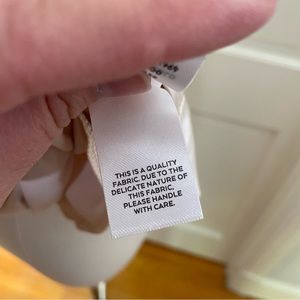 THIS IS A QUALITY
FABRIC. DUE TO THE
DELICATE NATURE OF
THIS FABRIC,
PLEASE HANDLE
WITH CARE.